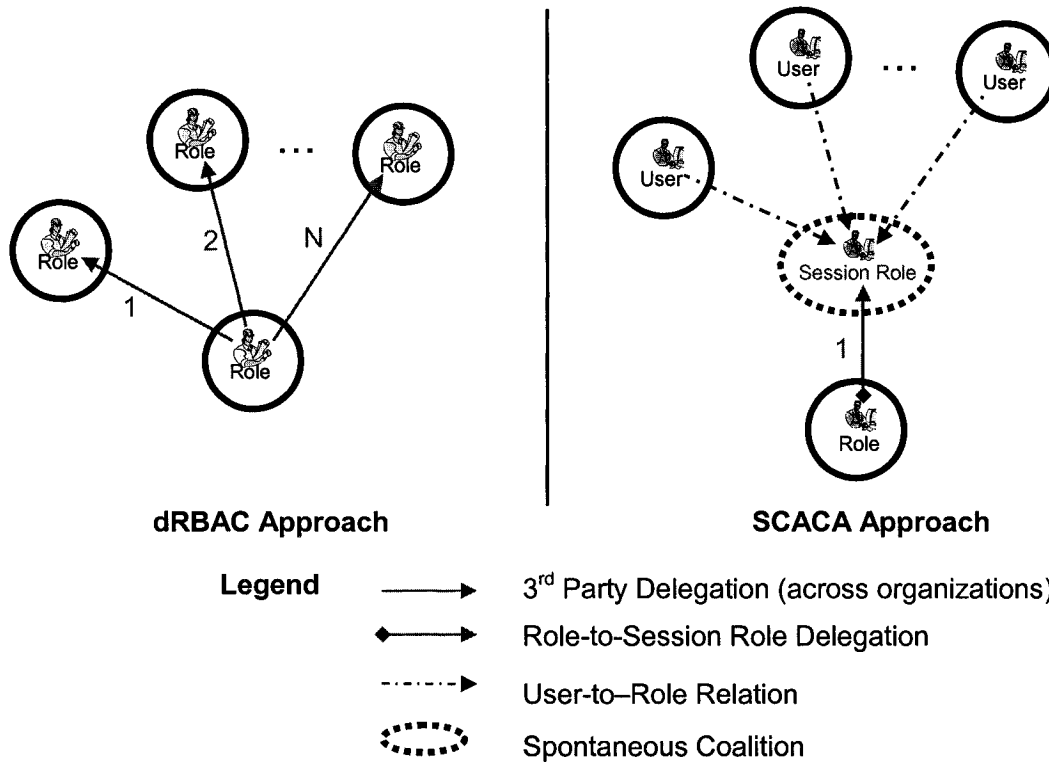 User
...
User
Role
...
Role
User
2
N
Role
1
Session Role
Role
1
Role
dRBAC Approach
SCACA Approach
Legend
3rd Party Delegation (across organizations)
Role-to-Session Role Delegation
User-to–Role Relation
Spontaneous Coalition